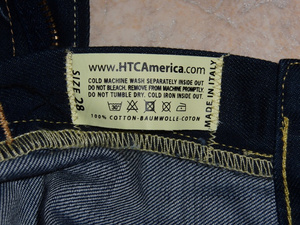 www.HTCAmerica.com
SIZE 28
COLD MACHINE WASH SEPARATELY INSIDE OUT
DO NOT BLEACH. REMOVE FROM MACHINE PROMPTLY.
DO NOT TUMBLE DRY. COLD IRON INSIDE OUT
100% COTTON-BAUMWOLLE-COTON
MADE IN ITALY